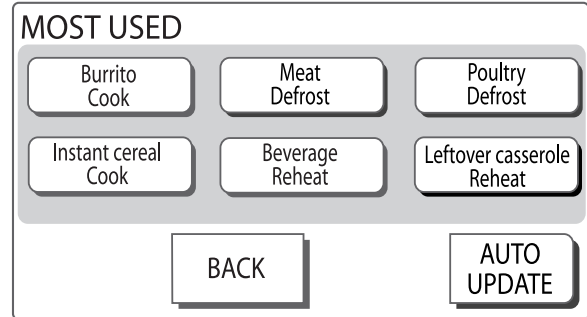 MOST USED
Burrito
Cook
Meat
Defrost
Poultry
Defrost
Instant cereal
Cook
Beverage
Reheat
Leftover casserole
Reheat
BACK
AUTO
UPDATE